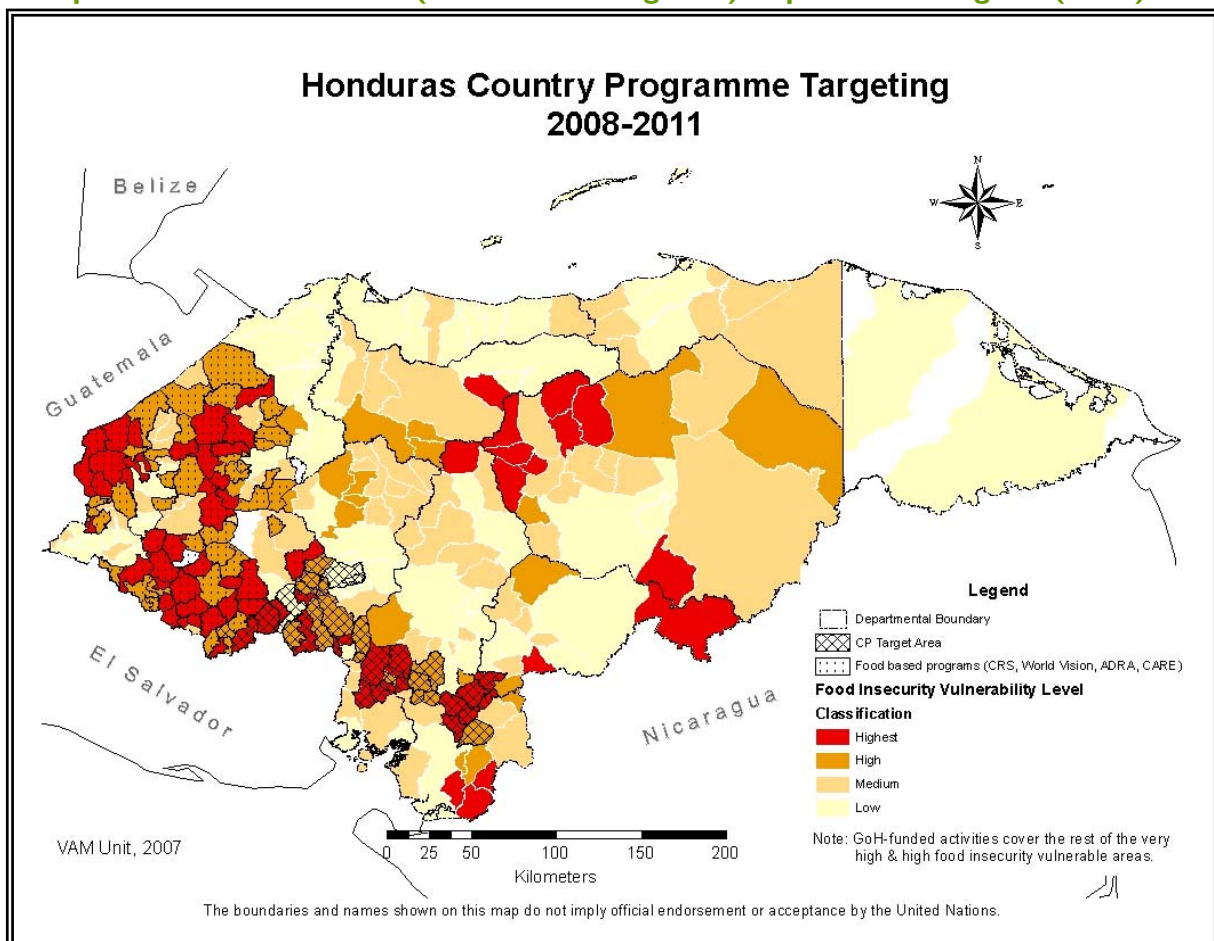 Honduras Country Programme Targeting
2008-2011
Belize
N
W
E
S
Guatemala
El Salvador
Nicaragua
Legend
Departmental Boundary
CP Target Area
Food based programs (CRS, World Vision, ADRA, CARE)
Food Insecurity Vulnerability Level
Classification
Highest
High
Medium
Low
Note: GoH-funded activities cover the rest of the very
high & high food insecurity vulnerable areas.
VAM Unit, 2007
0 25 50 100 150 200
Kilometers
The boundaries and names shown on this map do not imply official endorsement or acceptance by the United Nations.